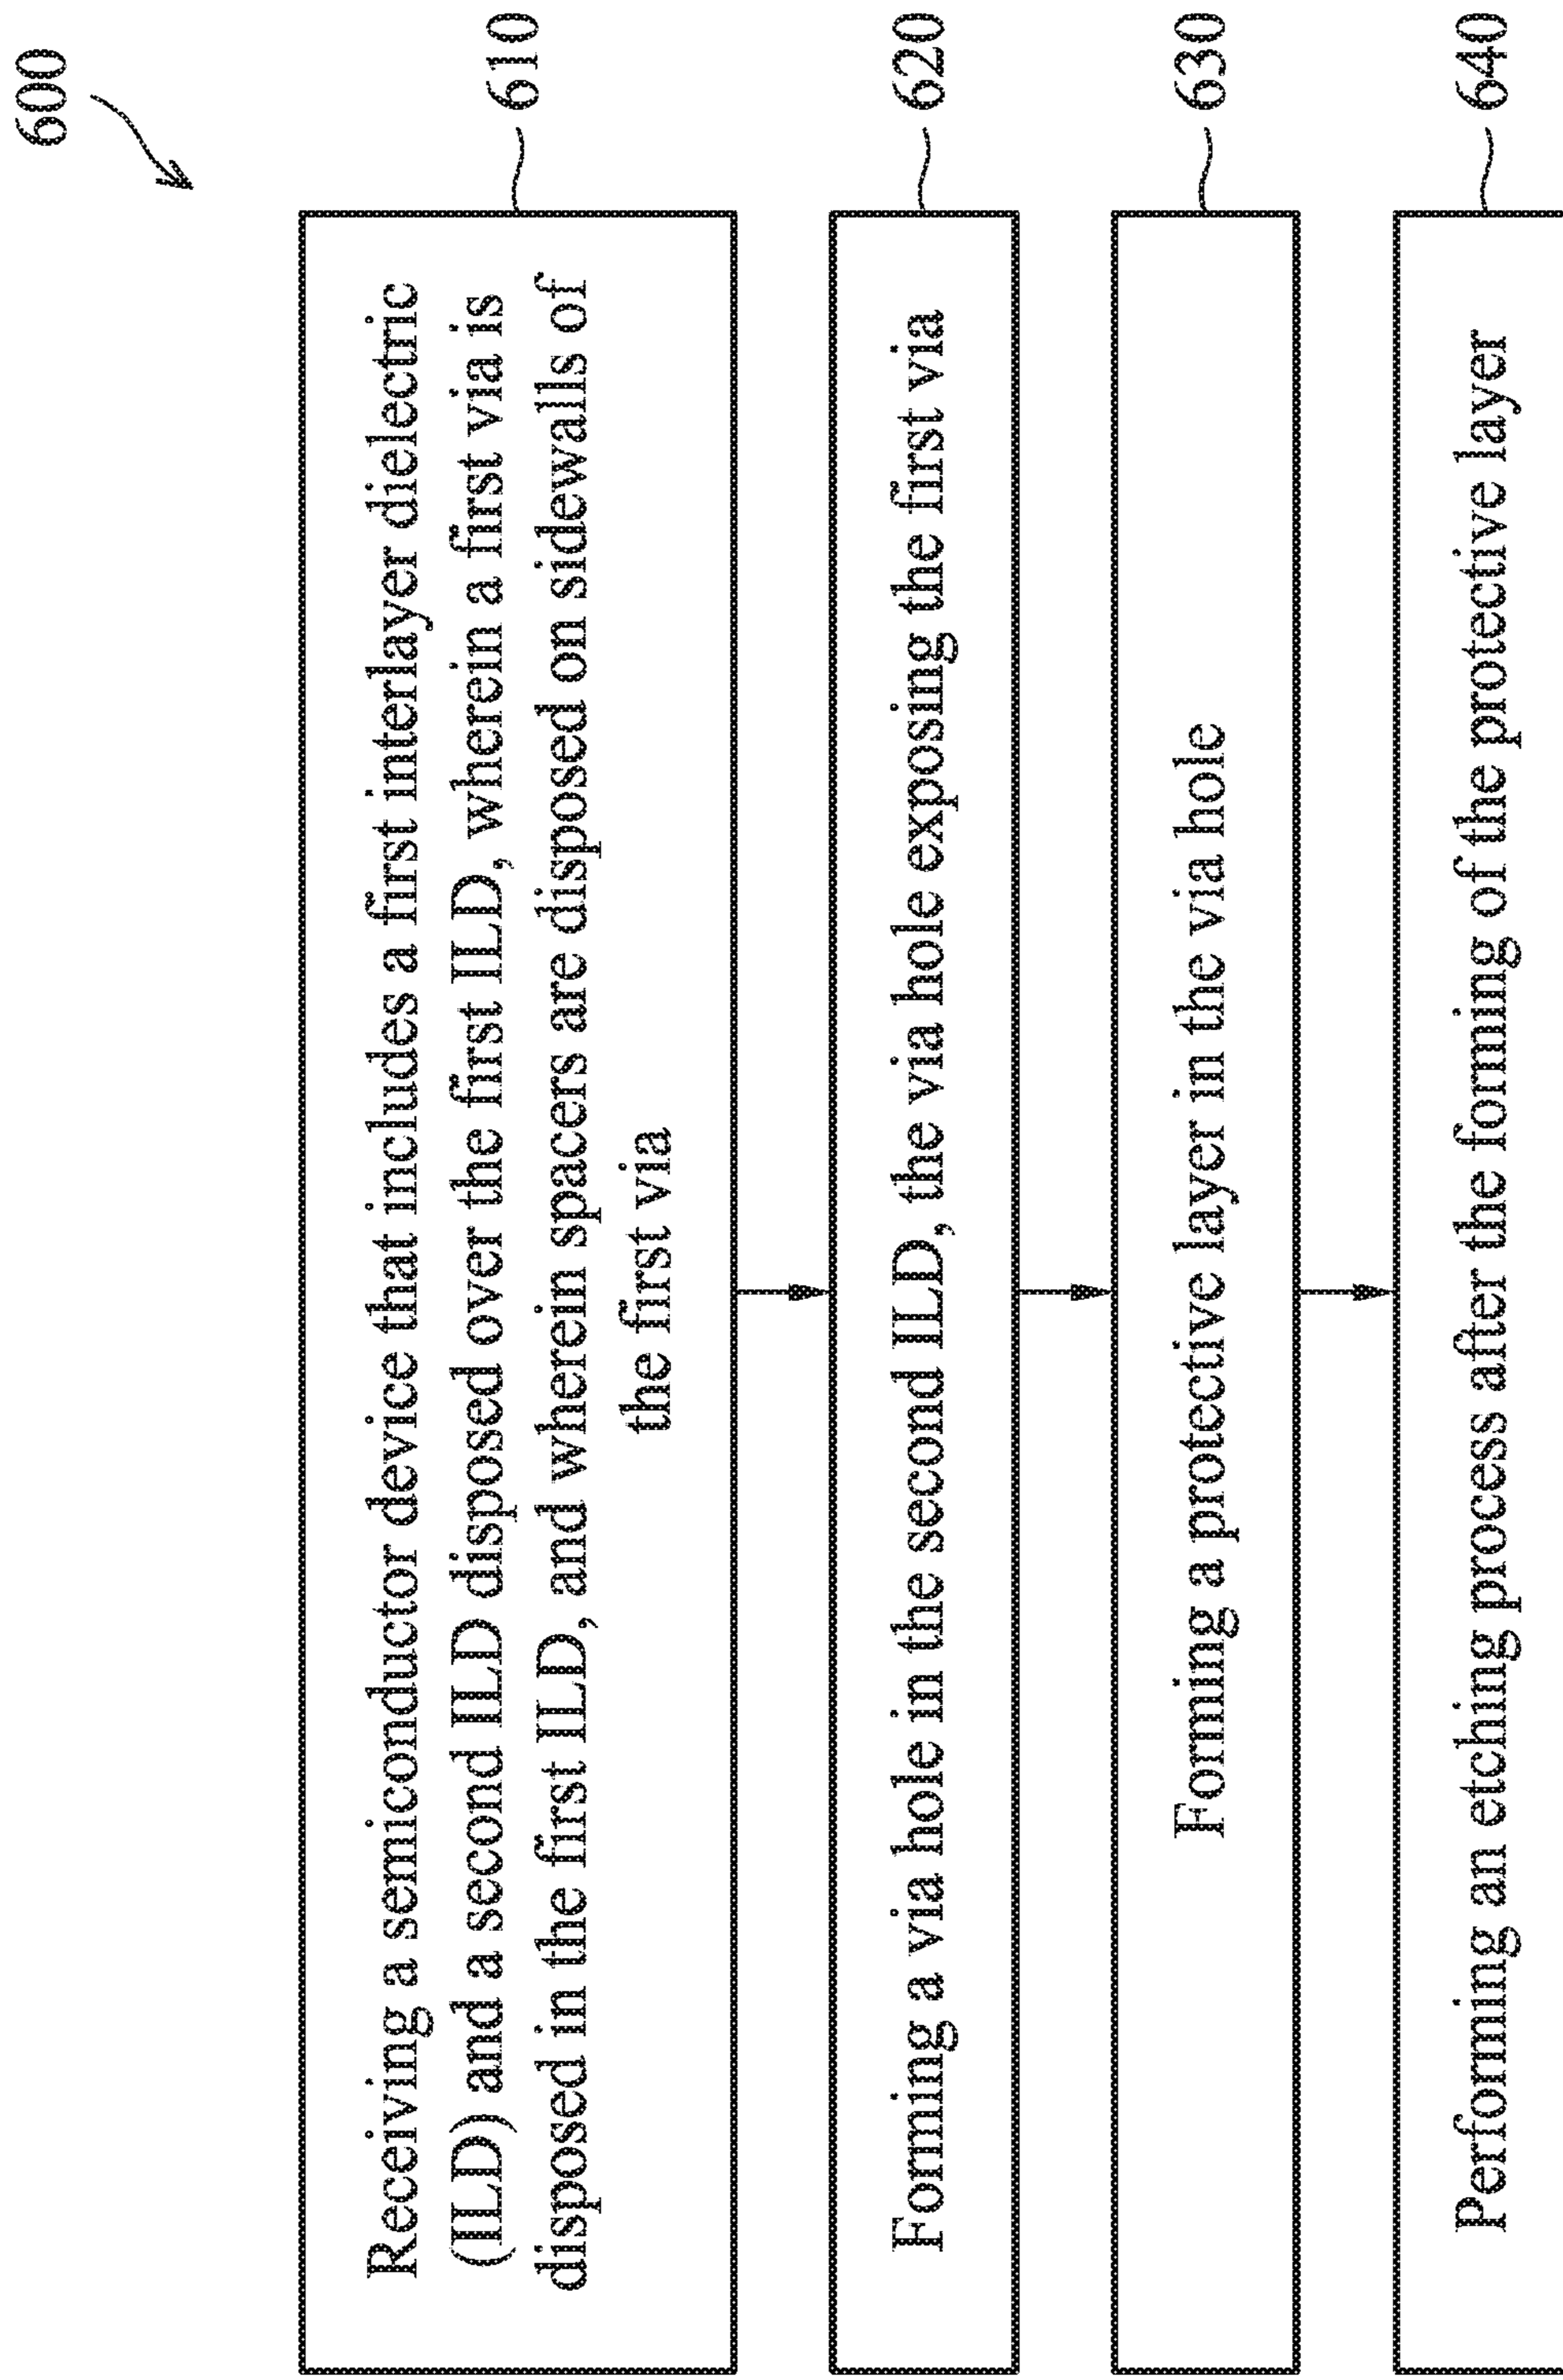 600
Receiving a semiconductor device that includes a first interlayer dielectric
(ILD) and a second ILD disposed over the first ILD, wherein a first via is
disposed in the first ILD, and wherein spacers are disposed on sidewalls of
the first via
610
Forming a via hole in the second ILD, the via hole exposing the first via
620
Forming a protective layer in the via hole
630
Performing an etching process after the forming of the protective layer
640